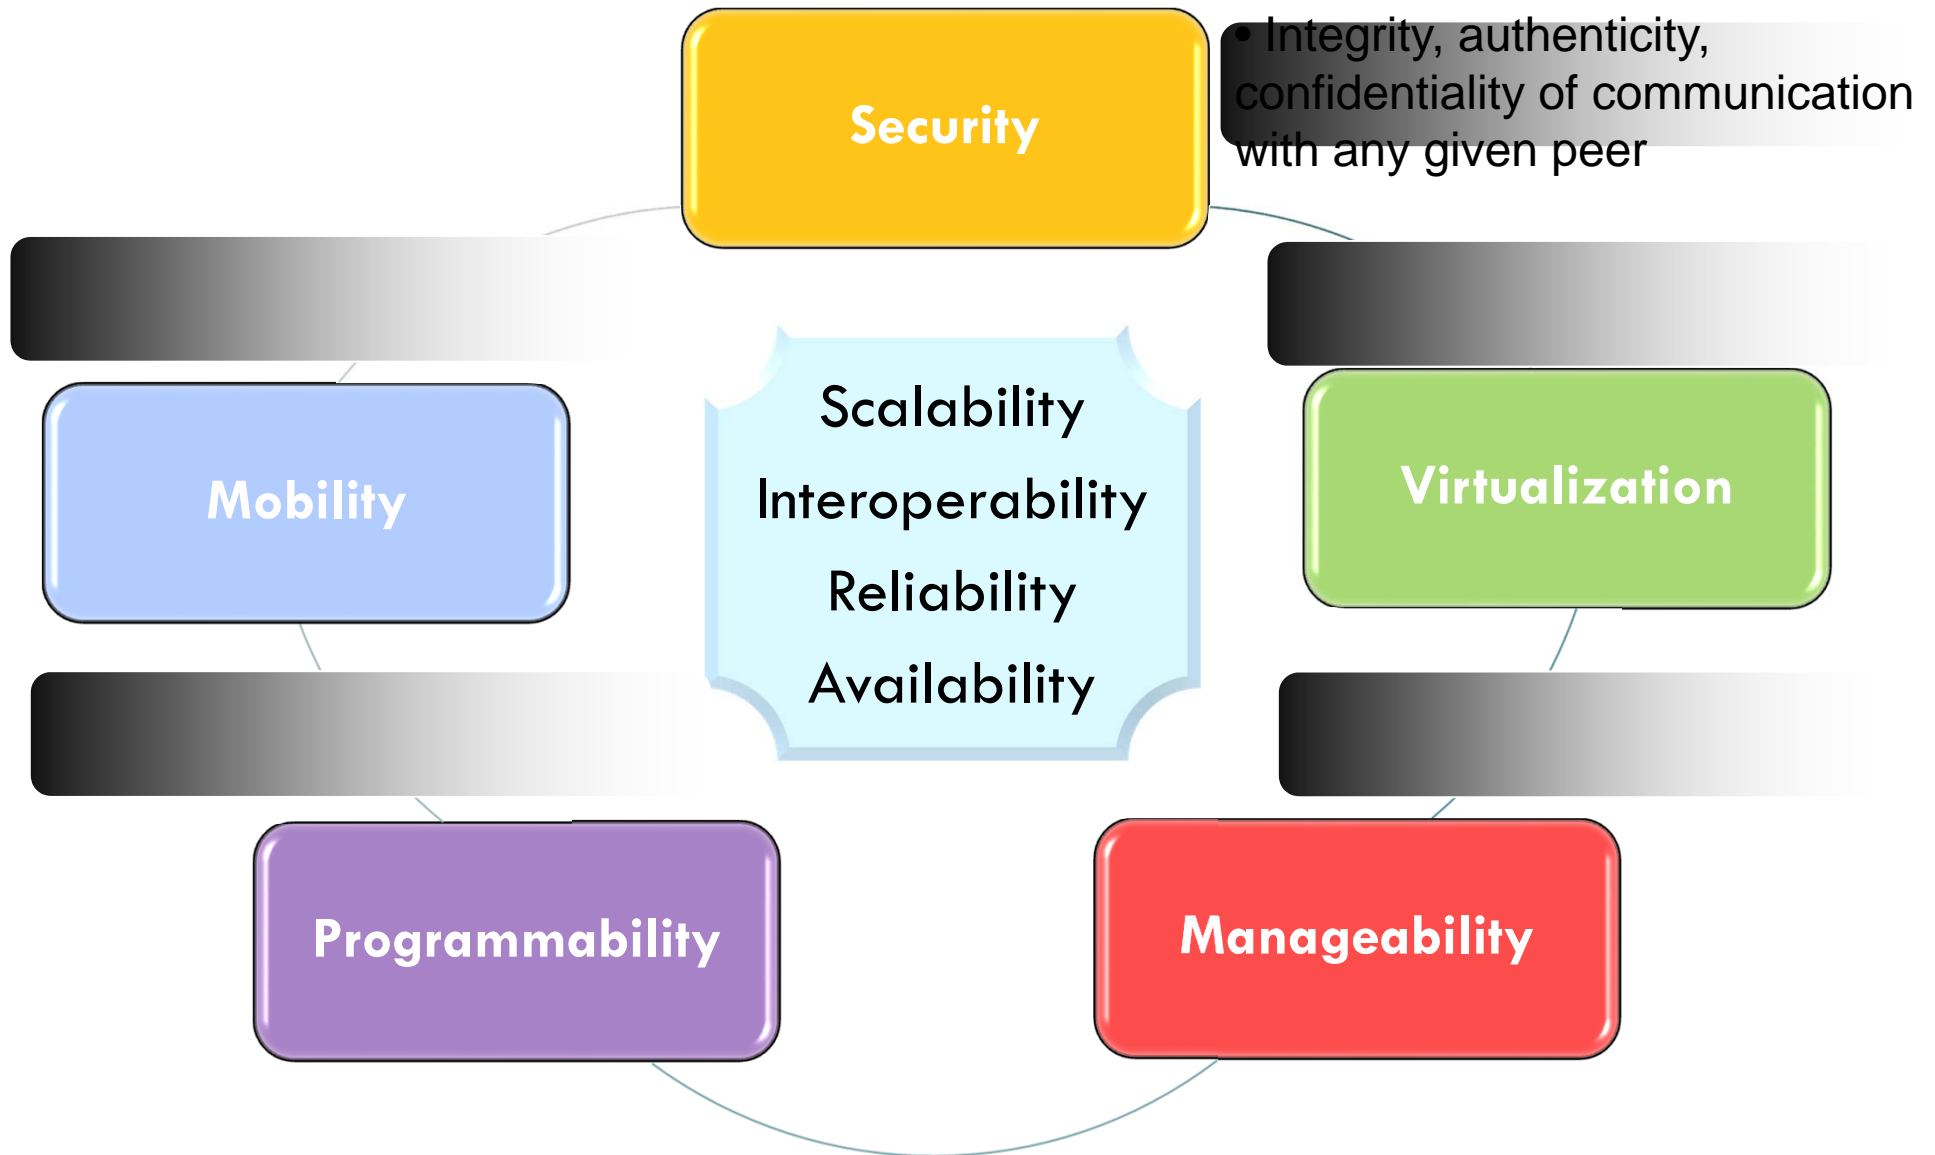 Security
• Integrity, authenticity,
confidentiality of communication
with any given peer
Mobility
Scalability
Interoperability
Reliability
Availability
Virtualization
Programmability
Manageability